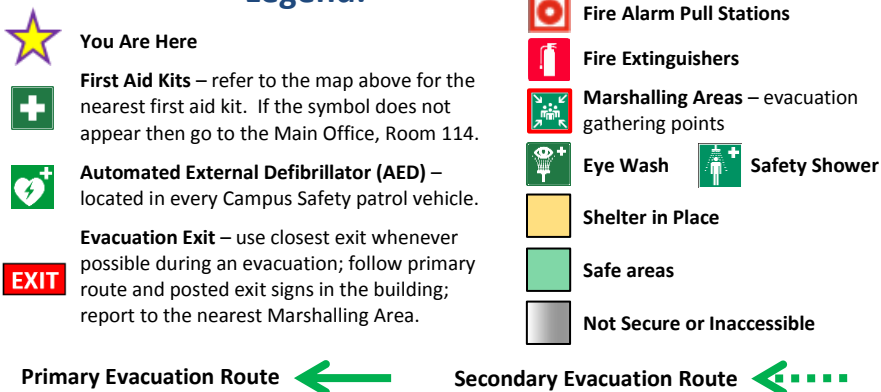 Legend:
You Are Here
First Aid Kits – refer to the map above for the
nearest first aid kit. If the symbol does not
appear then go to the Main Office, Room 114.
Automated External Defibrillator (AED) –
located in every Campus Safety patrol vehicle.
EXIT
Evacuation Exit – use closest exit whenever
possible during an evacuation; follow primary
route and posted exit signs in the building;
report to the nearest Marshalling Area.
Fire Alarm Pull Stations
Fire Extinguishers
Marshalling Areas – evacuation
gathering points
Eye Wash
Safety Shower
Shelter in Place
Safe areas
Not Secure or Inaccessible
Primary Evacuation Route
Secondary Evacuation Route